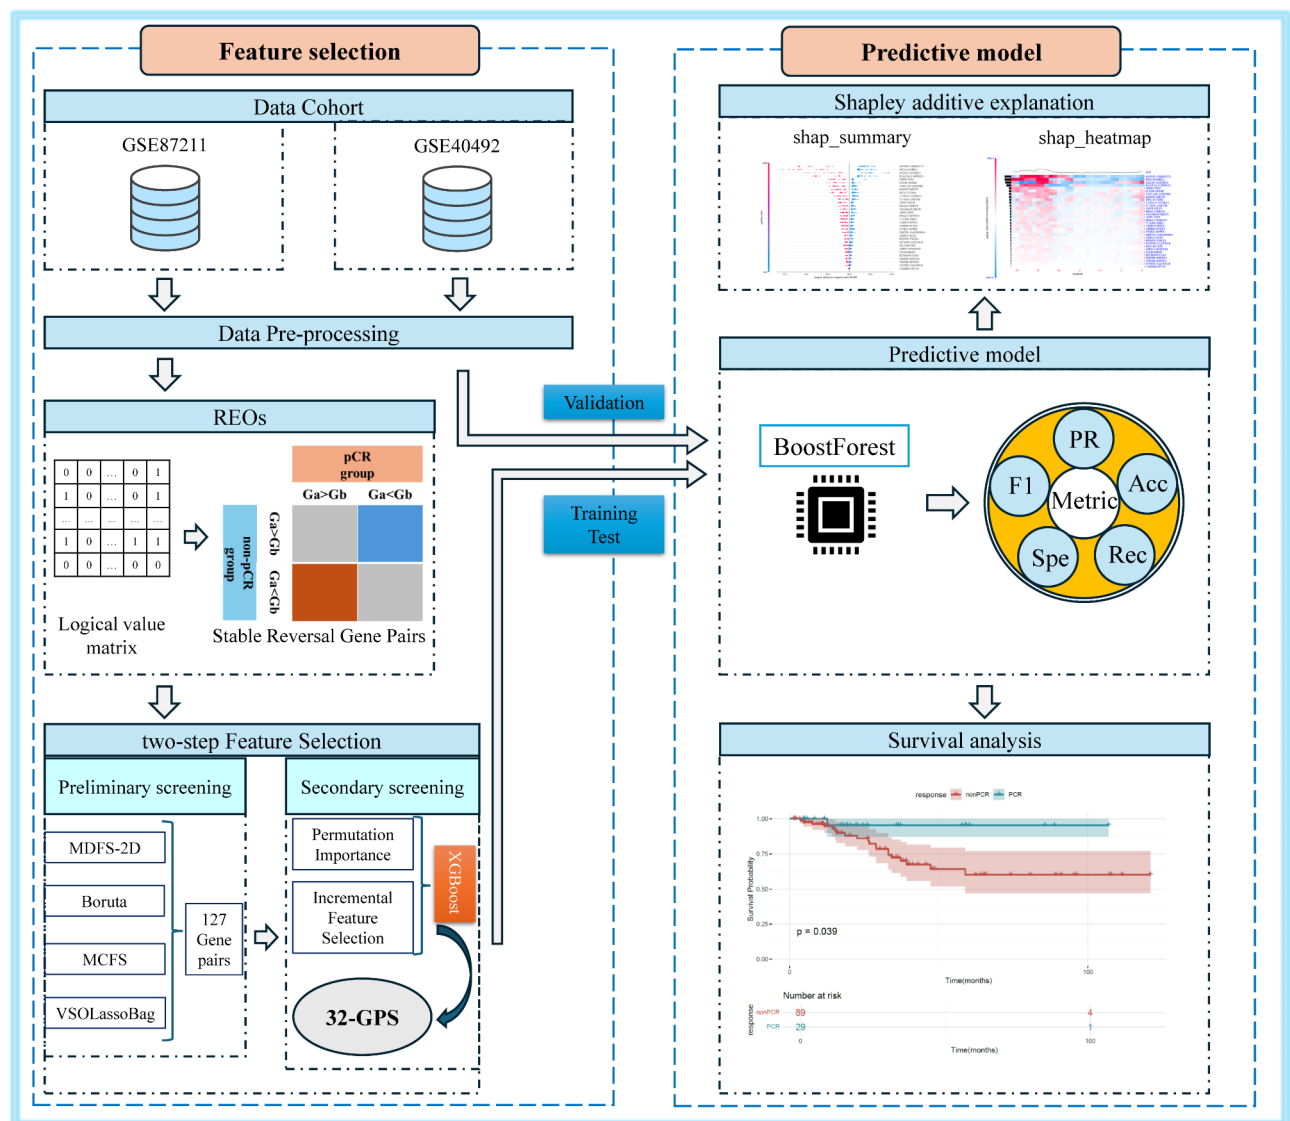 Feature selection
Data Cohort
GSE87211
GSE40492
Data Pre-processing
REOs
0 0 ... 0 1
1 0 ... 0 1
... ... ... ... ...
1 0 ... 1 1
0 0 ... 0 0
Logical value
matrix
pCR
group
Ga>Gb Ga<Gb
non-pCR
group
Ga>Gb
Ga<Gb
Stable Reversal Gene Pairs
two-step Feature Selection
Preliminary screening
MDFS-2D
Boruta
MCFS
VSOLassoBag
127
Gene
pairs
Secondary screening
Permutation
Importance
Incremental
Feature
Selection
XGBoost
32-GPS
Validation
Training
Test
Predictive model
Shapley additive explanation
shap_summary
shap_heatmap
Predictive model
BoostForest
Metric
PR
Acc
Rec
Spe
F1
Survival analysis
response nonPCR PCR
Survival Probability
1.00
0.75
0.50
0.25
0.00
p = 0.039
0 100
Time(months)
Number at risk
response
nonPCR 89 4
PCR 29 1
0 100
Time(months)